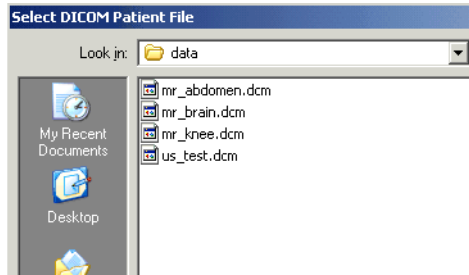 Select DICOM Patient File
Look in: data
mr_abdomen.dcm
mr_brain.dcm
mr_knee.dcm
us_test.dcm
My Recent
Documents
Desktop